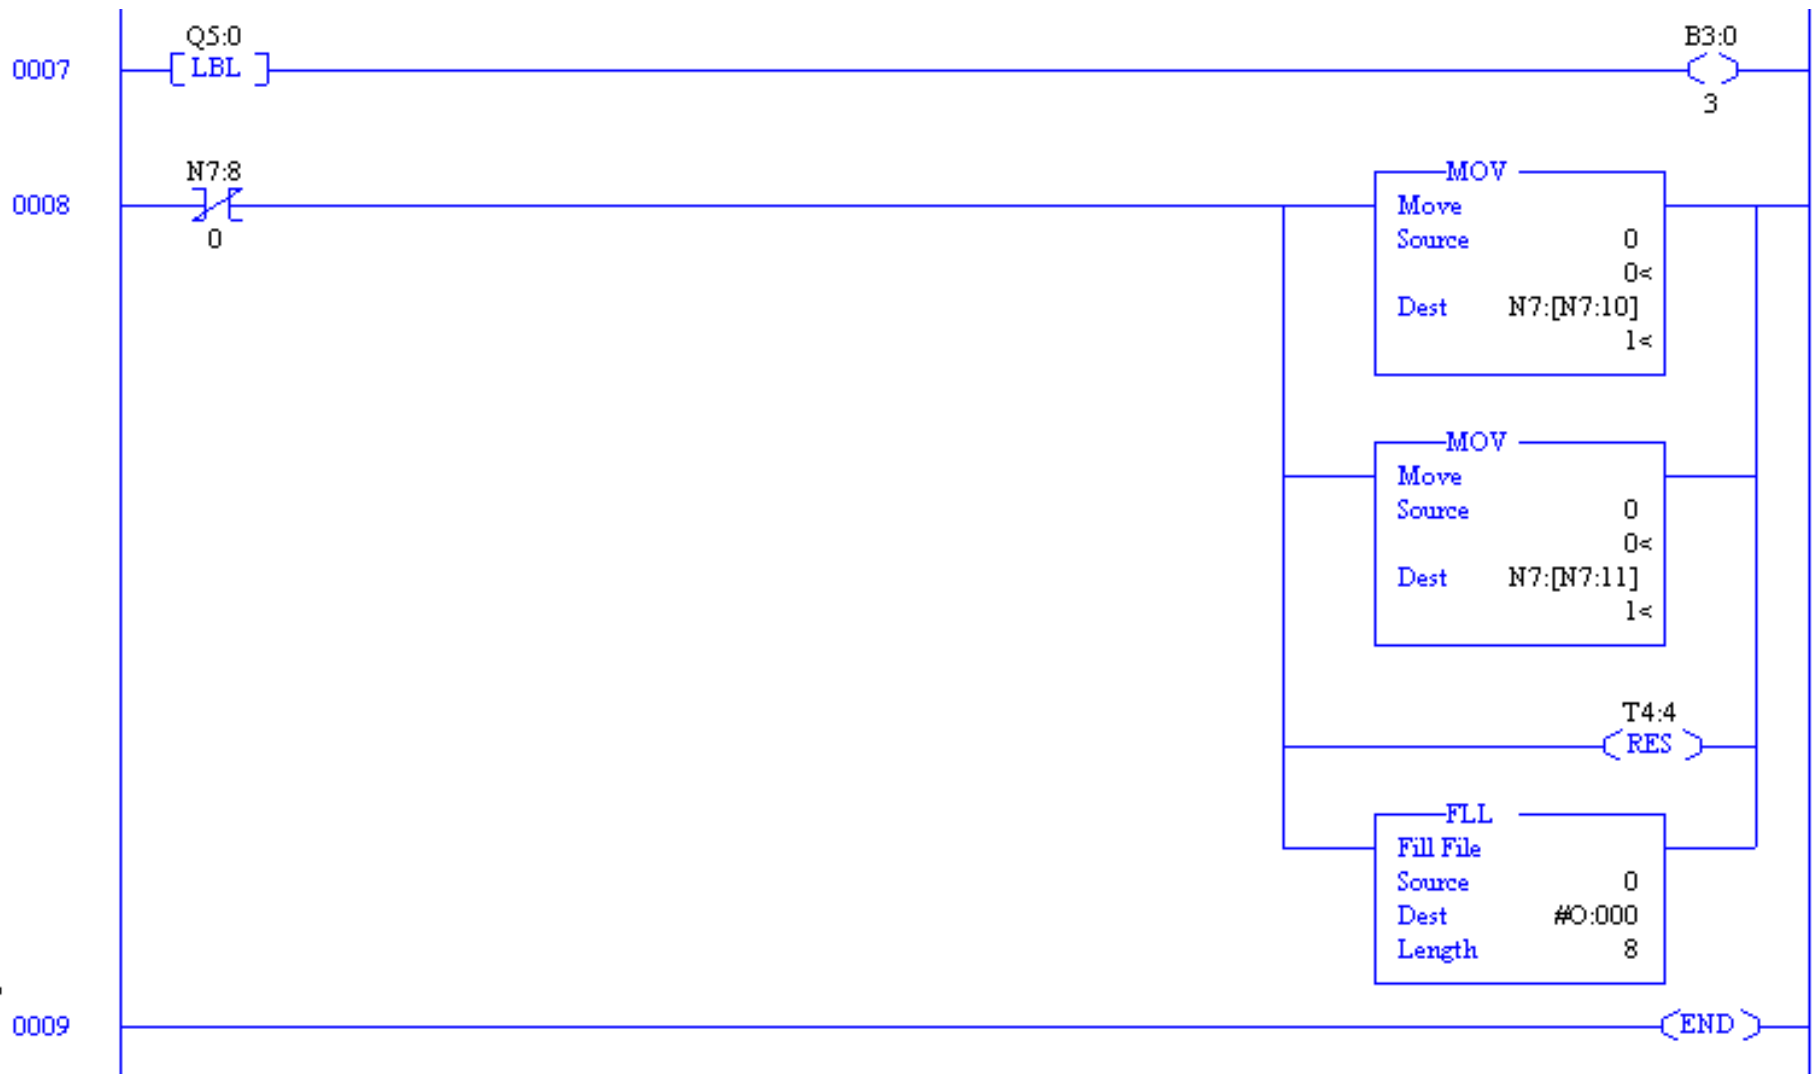 Q5:0
B3:0
0007
LBL
3
N7:8
0008
0
MOV
Move
Source 0
0<
Dest N7:[N7:10]
1<
MOV
Move
Source 0
0<
Dest N7:[N7:11]
1<
T4:4
RES
FLL
Fill File
Source 0
Dest #O:000
Length 8
0009
END